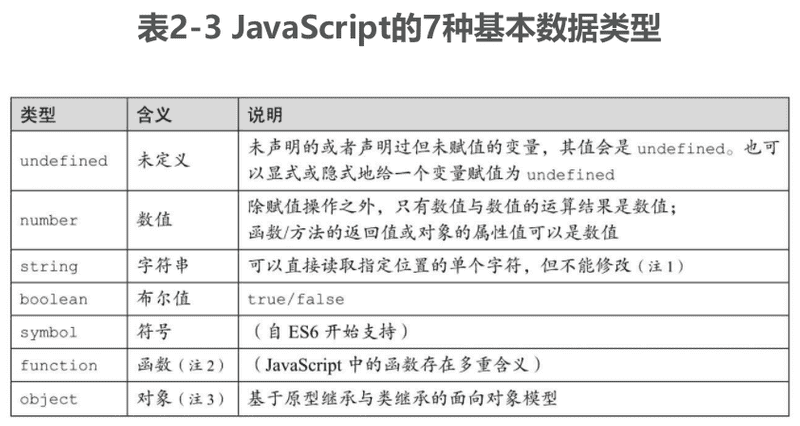 表2-3 JavaScript的7种基本数据类型
类型 含义 说明
undefined 未定义 未声明的或者声明过但未赋值的变量，其值会是 undefined。也可
以显式或隐式地给一个变量赋值为 undefined
number 数值 除赋值操作之外，只有数值与数值的运算结果是数值；
函数/方法的返回值或对象的属性值可以是数值
string 字符串 可以直接读取指定位置的单个字符，但不能修改（注1）
boolean 布尔值 true/false
symbol 符号 （自 ES6 开始支持）
function 函数（注2） （JavaScript 中的函数存在多重含义）
object 对象（注3） 基于原型继承与类继承的面向对象模型